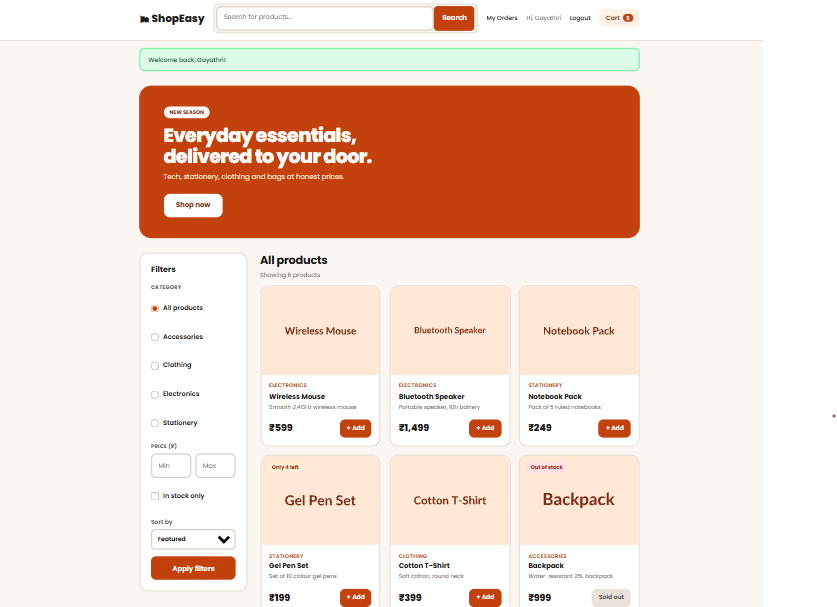 ShopEasy
Search for products...
Search
My Orders
Hi, Gayathri
Logout
Cart 3
Welcome back, Gayathri!
NEW SEASON
Everyday essentials,
delivered to your door.
Tech, stationery, clothing and bags at honest prices.
Shop now
Filters
CATEGORY
All products
Accessories
Clothing
Electronics
Stationery
PRICE (₹)
Min
Max
In stock only
Sort by
Featured
Apply filters
All products
Showing 6 products
Wireless Mouse
ELECTRONICS
Wireless Mouse
Smooth 2.4GHz wireless mouse
₹599
+ Add
Bluetooth Speaker
ELECTRONICS
Bluetooth Speaker
Portable speaker, 10h battery
₹1,499
+ Add
Notebook Pack
STATIONERY
Notebook Pack
Pack of 5 ruled notebooks
₹249
+ Add
Only 4 left
Gel Pen Set
STATIONERY
Gel Pen Set
Set of 10 colour gel pens
₹199
+ Add
Cotton T-Shirt
CLOTHING
Cotton T-Shirt
Soft cotton, round neck
₹399
+ Add
Out of stock
Backpack
ACCESSORIES
Backpack
Water-resistant 25L backpack
₹999
Sold out